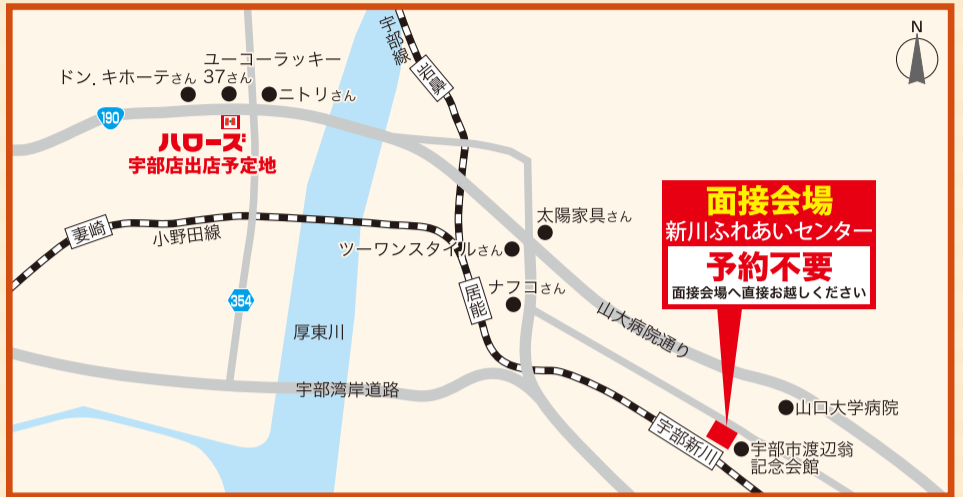 N
宇部線
岩鼻
ユーコーラッキー
ドン.キホーテさん 37さん
ニトリさん
190
ハローズ
宇部店出店予定地
面接会場
新川ふれあいセンター
予約不要
面接会場へ直接お越しください
太陽家具さん
妻崎
小野田線
ツーワンスタイルさん
居能
ナフコさん
354
厚東川
山大病院通り
宇部湾岸道路
山口大学病院
宇部新川
宇部市渡辺翁
記念会館